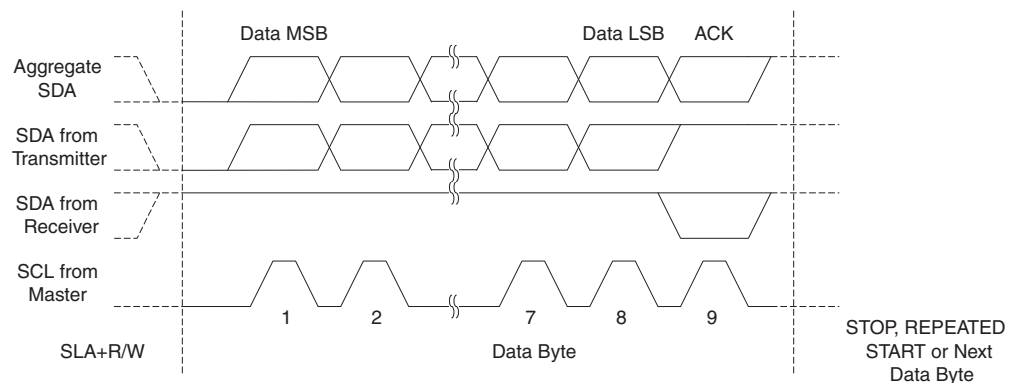 Data MSB
Data LSB
ACK
Aggregate
SDA
SDA from
Transmitter
SDA from
Receiver
SCL from
Master
1
2
7
8
9
SLA+R/W
Data Byte
STOP, REPEATED
START or Next
Data Byte